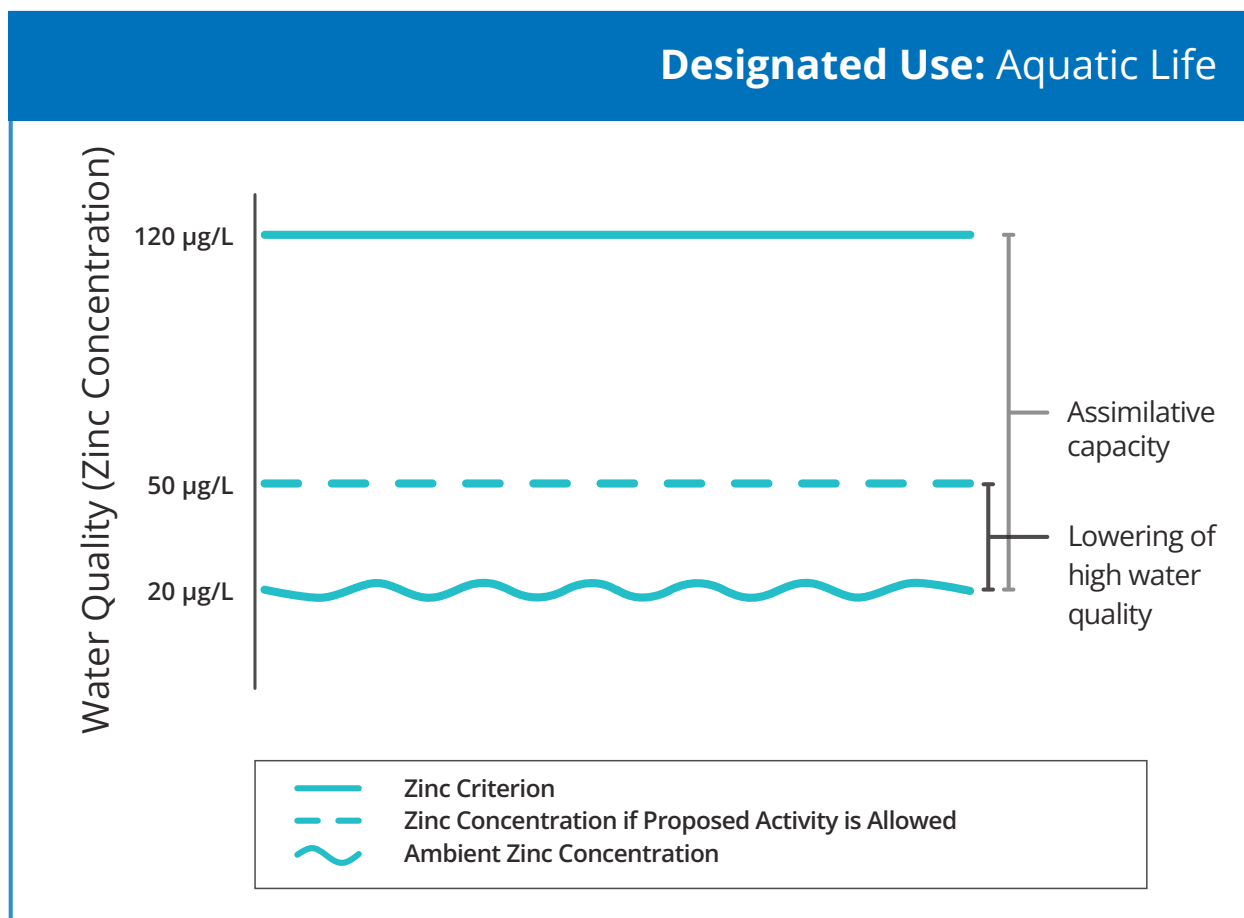 Designated Use: Aquatic Life
Water Quality (Zinc Concentration)
120 µg/L
50 µg/L
20 µg/L
Assimilative
capacity
Lowering of
high water
quality
Zinc Criterion
Zinc Concentration if Proposed Activity is Allowed
Ambient Zinc Concentration